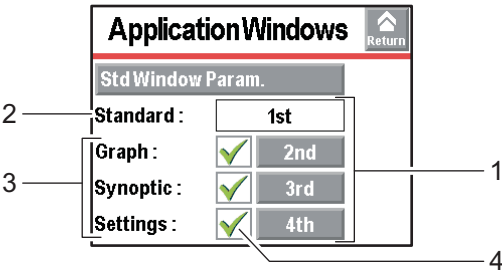 Application Windows
Return
Std Window Param.
2
Standard : 1st
Graph : 2nd
1
3
Synoptic : 3rd
Settings : 4th
4